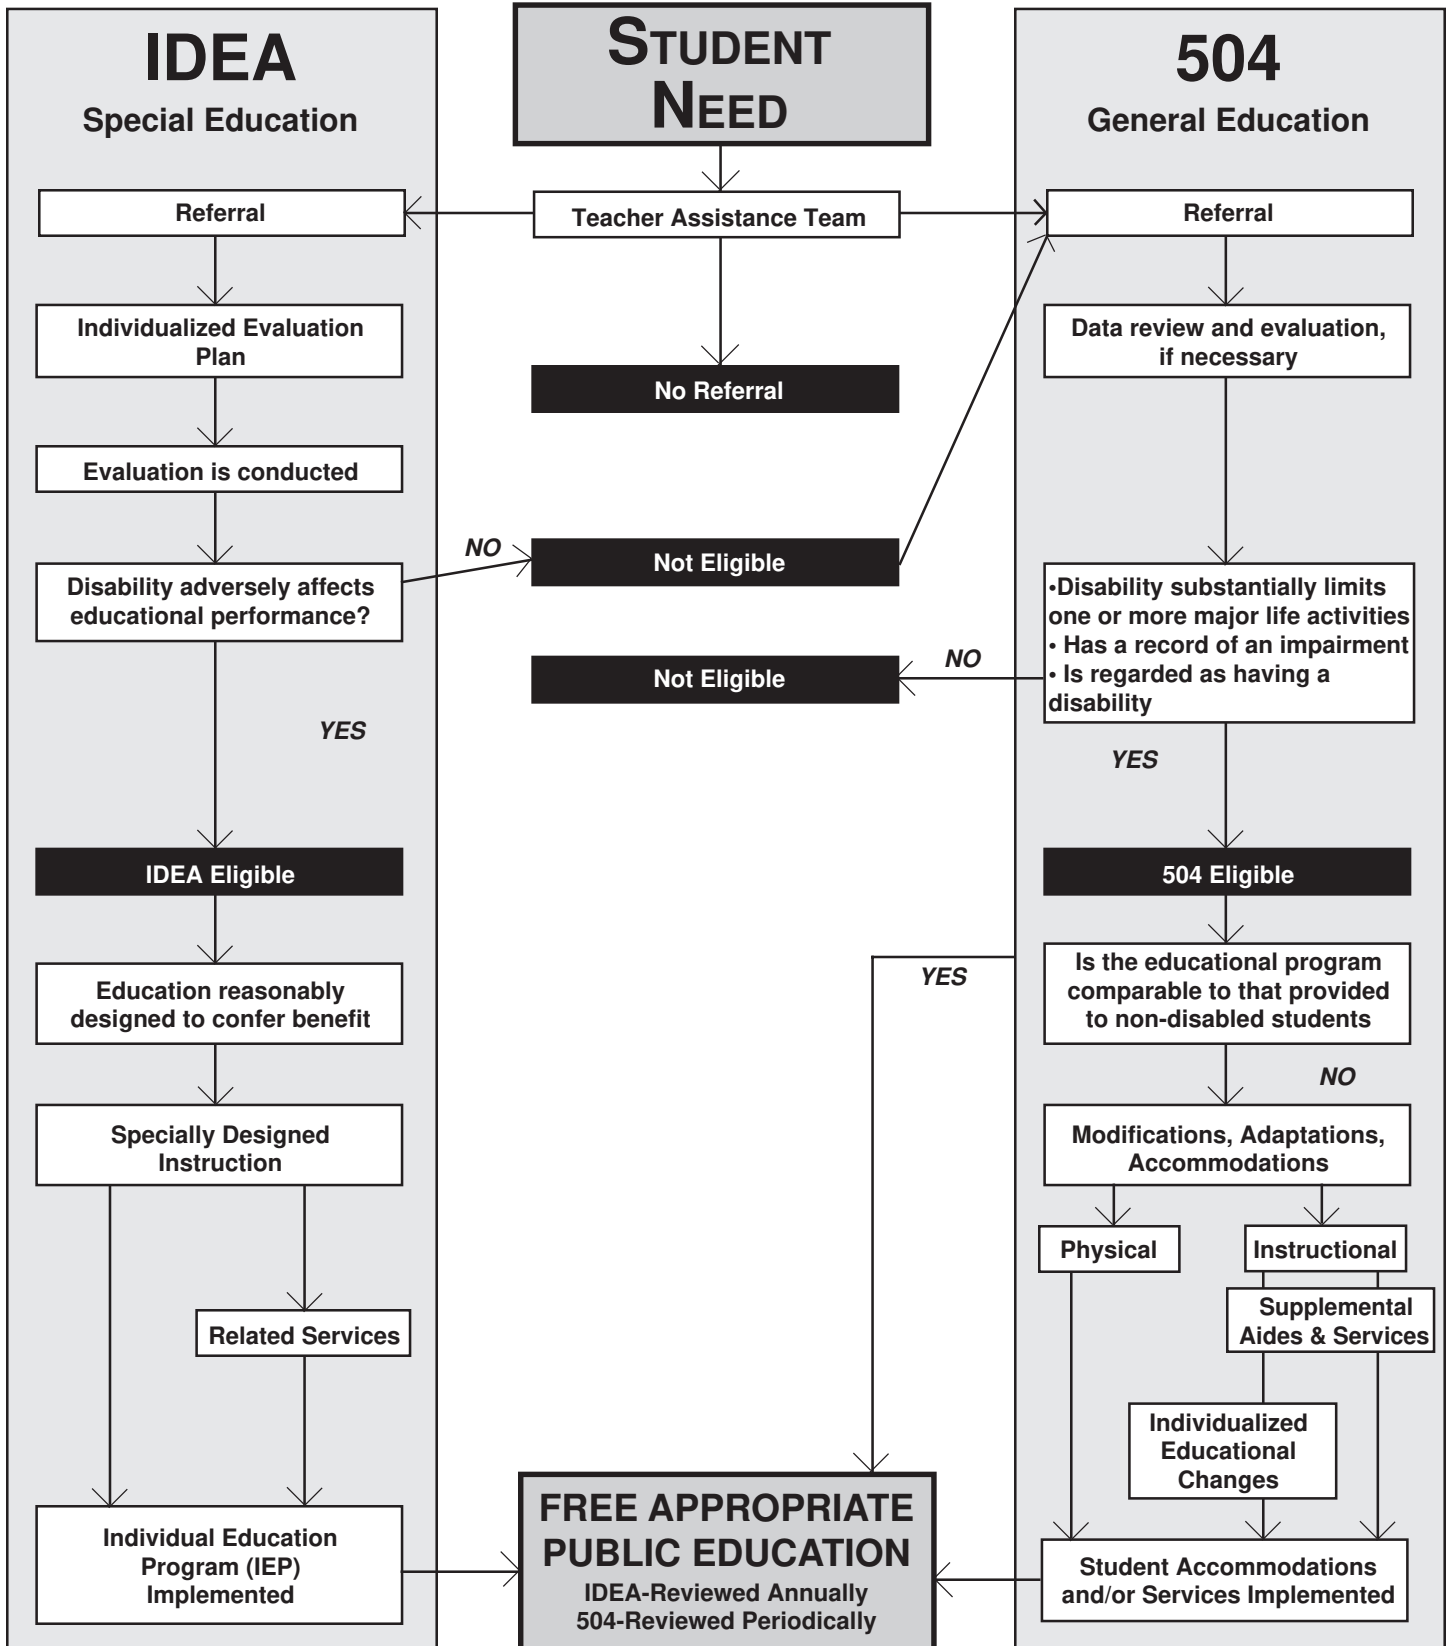 IDEA
Special Education
Referral
Individualized Evaluation
Plan
Evaluation is conducted
Disability adversely affects
educational performance?
YES
IDEA Eligible
Education reasonably
designed to confer benefit
Specially Designed
Instruction
Related Services
Individual Education
Program (IEP)
Implemented
STUDENT
NEED
Teacher Assistance Team
No Referral
NO
Not Eligible
Not Eligible
NO
YES
FREE APPROPRIATE
PUBLIC EDUCATION
IDEA-Reviewed Annually
504-Reviewed Periodically
504
General Education
Referral
Data review and evaluation,
if necessary
•Disability substantially limits
one or more major life activities
• Has a record of an impairment
• Is regarded as having a
disability
YES
504 Eligible
Is the educational program
comparable to that provided
to non-disabled students
NO
Modifications, Adaptations,
Accommodations
Physical
Instructional
Supplemental
Aides & Services
Individualized
Educational
Changes
Student Accommodations
and/or Services Implemented